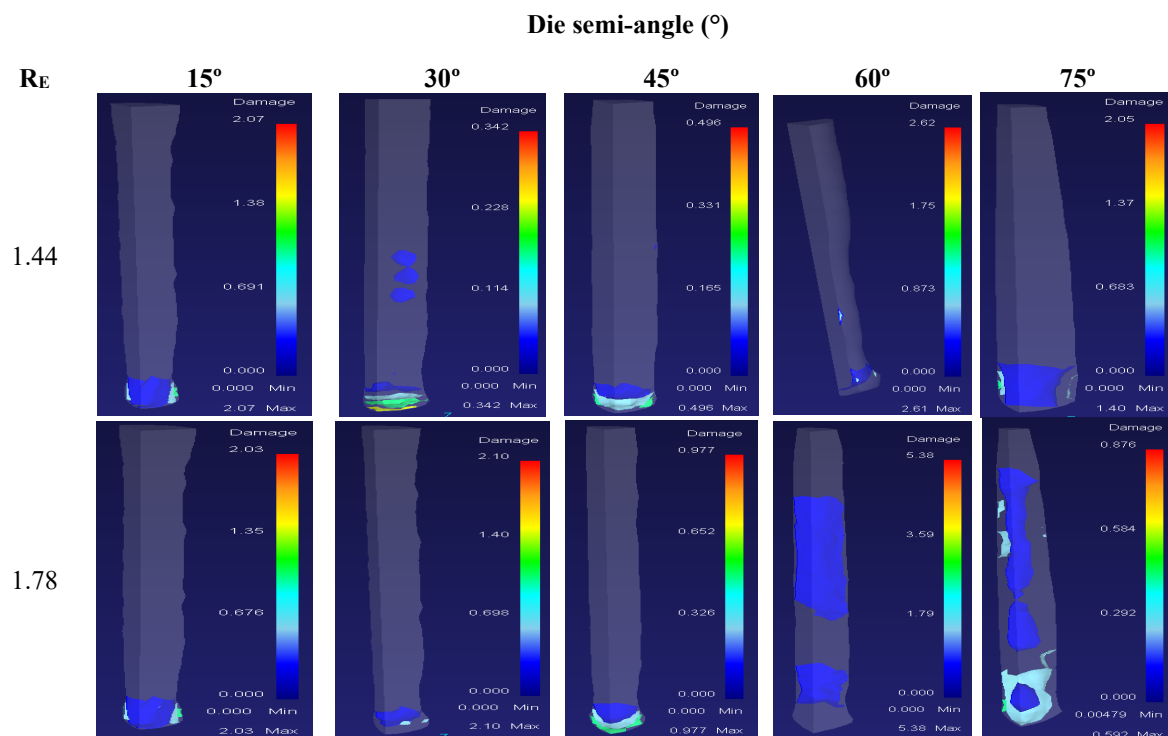 Die semi-angle (°)
RE 15º 30º 45º 60º 75º
1.44
Damage
2.07
1.38
0.691
0.000
0.000 Min
2.07 Max
Damage
0.342
0.228
0.114
0.000
0.000 Min
0.342 Max
Damage
0.496
0.331
0.165
0.000
0.000 Min
0.496 Max
Damage
2.62
1.75
0.873
0.000
0.000 Min
2.61 Max
Damage
2.05
1.37
0.683
0.000
0.000 Min
1.40 Max
1.78
Damage
2.03
1.35
0.676
0.000
0.000 Min
2.03 Max
Damage
2.10
1.40
0.698
0.000
0.000 Min
2.10 Max
Damage
0.977
0.652
0.326
0.000
0.000 Min
0.977 Max
Damage
5.38
3.59
1.79
0.000
0.000 Min
5.38 Max
Damage
0.876
0.584
0.292
0.000
0.00479 Min
0.592 Max